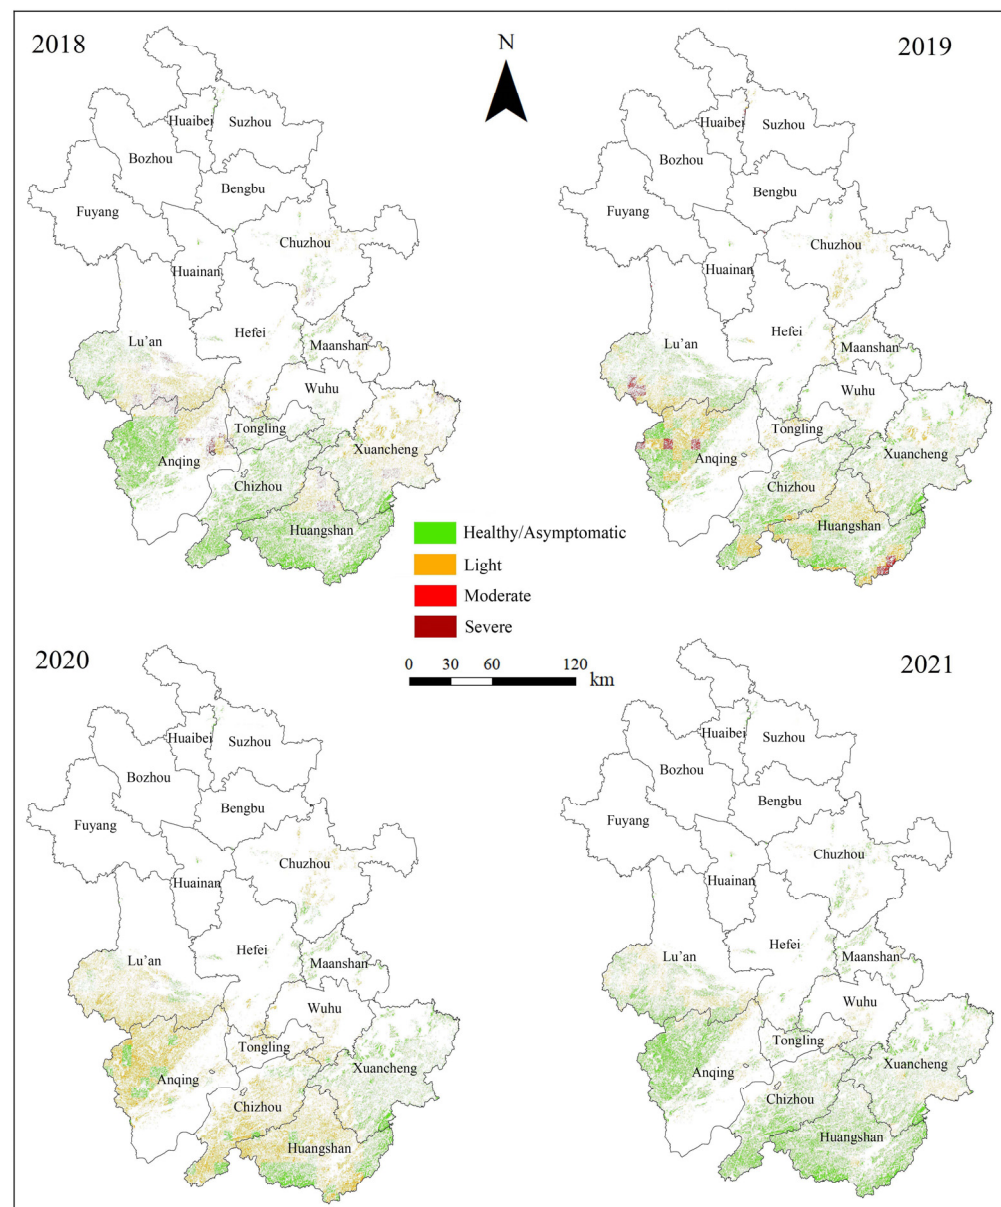 2018
N
2019
Huaibei
Suzhou
Bozhou
Bengbu
Fuyang
Chuzhou
Huainan
Hefei
Lu'an
Maanshan
Wuhu
Tongling
Xuancheng
Anqing
Chizhou
Huangshan
Huaibei
Suzhou
Bozhou
Bengbu
Fuyang
Chuzhou
Huainan
Hefei
Lu'an
Maanshan
Wuhu
Tongling
Xuancheng
Anqing
Chizhou
Huangshan
Healthy/Asymptomatic
Light
Moderate
Severe
0 30 60 120 km
2020
2021
Huaibei
Suzhou
Bozhou
Bengbu
Fuyang
Chuzhou
Huainan
Hefei
Lu'an
Maanshan
Wuhu
Tongling
Xuancheng
Anqing
Chizhou
Huangshan
Huaibei
Suzhou
Bozhou
Bengbu
Fuyang
Chuzhou
Huainan
Hefei
Lu'an
Maanshan
Wuhu
Tongling
Xuancheng
Anqing
Chizhou
Huangshan